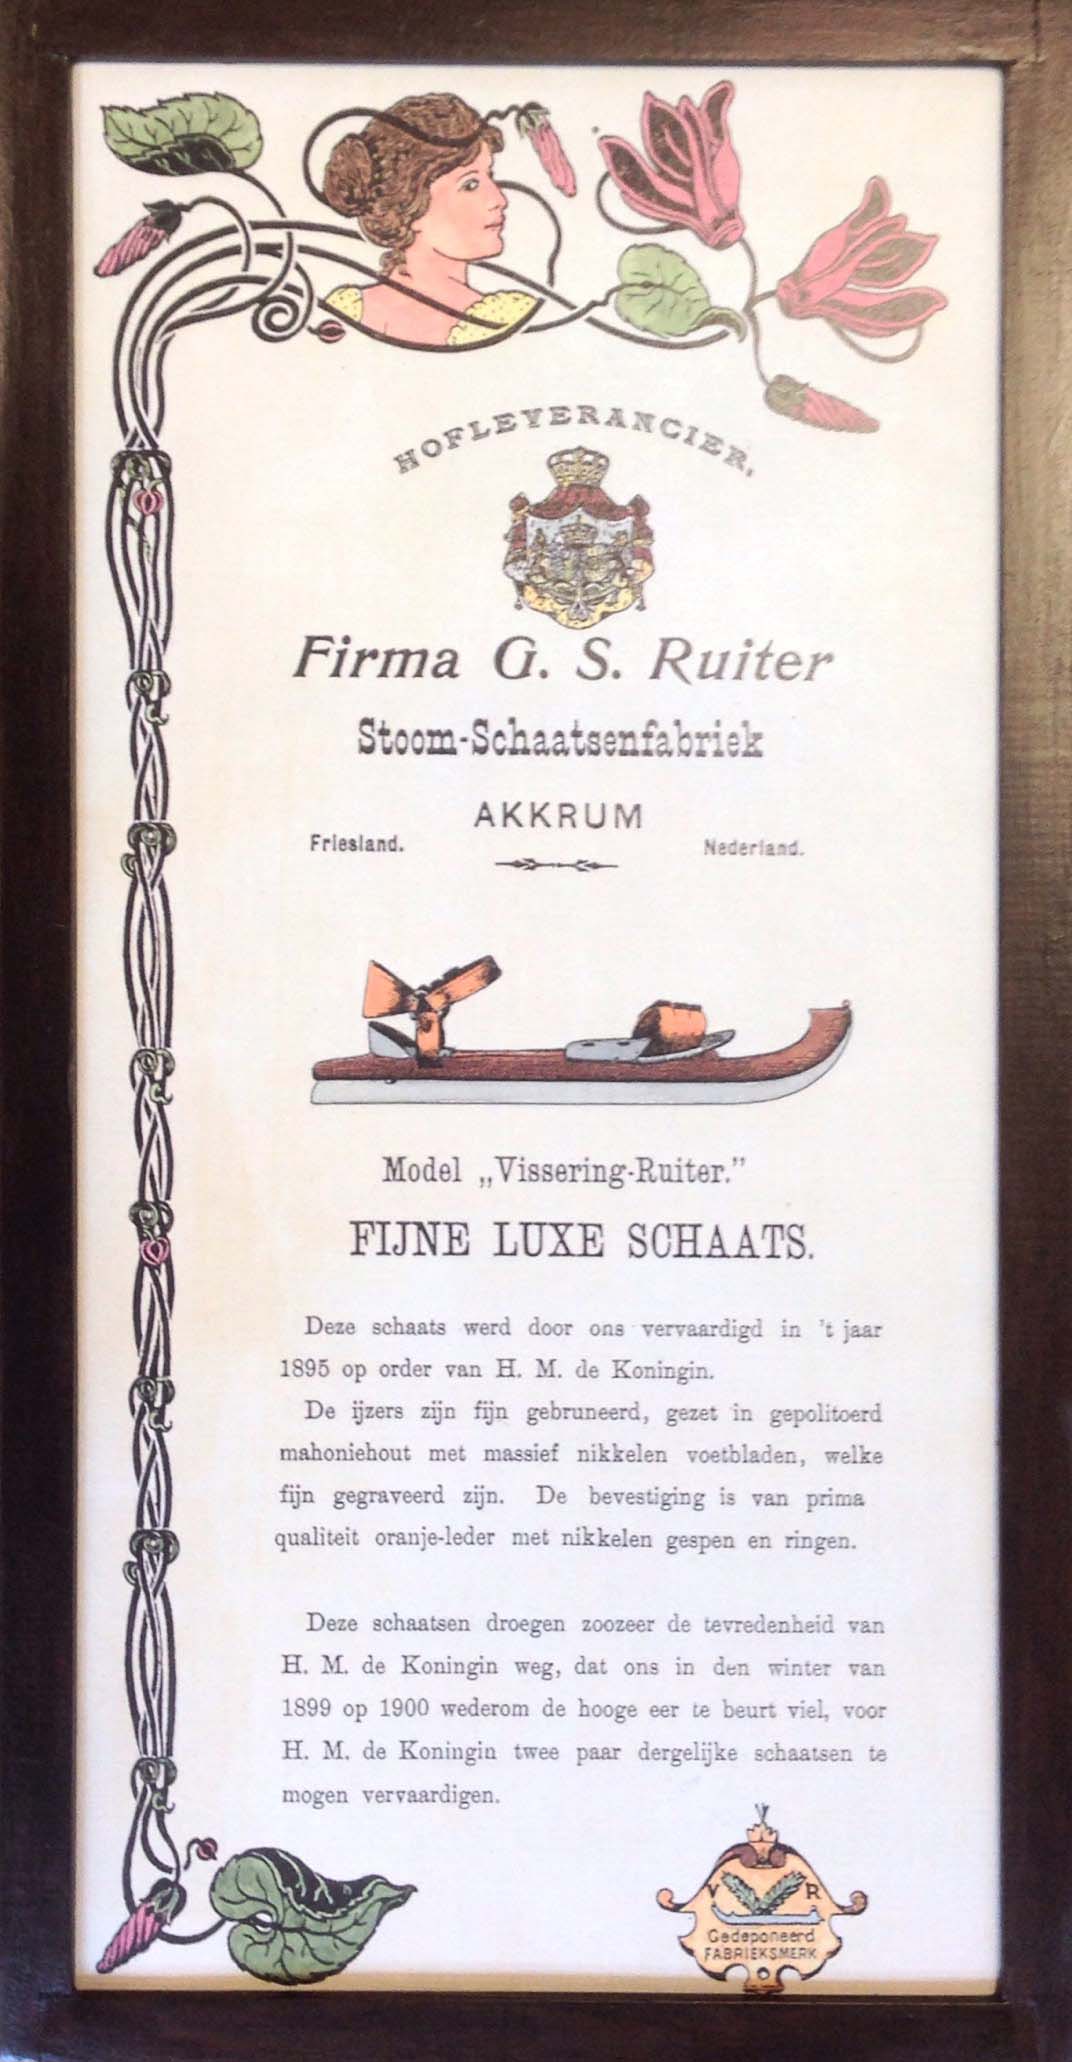 HOFLEVERANCIER.
Firma G. S. Ruiter
Stoom-Schaatsenfabriek
AKKRUM
Friesland. Nederland.
Model „Vissering-Ruiter.”
FIJNE LUXE SCHAATS.
Deze schaats werd door ons vervaardigd in 't jaar
1895 op order van H. M. de Koningin.
De ijzers zijn fijn gebruneerd, gezet in gepolitoerd
mahoniehout met massief nikkelen voetbladen, welke
fijn gegraveerd zijn. De bevestiging is van prima
qualiteit oranje-leder met nikkelen gespen en ringen.
Deze schaatsen droegen zoozeer de tevredenheid van
H. M. de Koningin weg, dat ons in den winter van
1899 op 1900 wederom de hooge eer te beurt viel, voor
H. M. de Koningin twee paar dergelijke schaatsen te
mogen vervaardigen.
V R
Gedeponeerd
FABRIEKSMERK